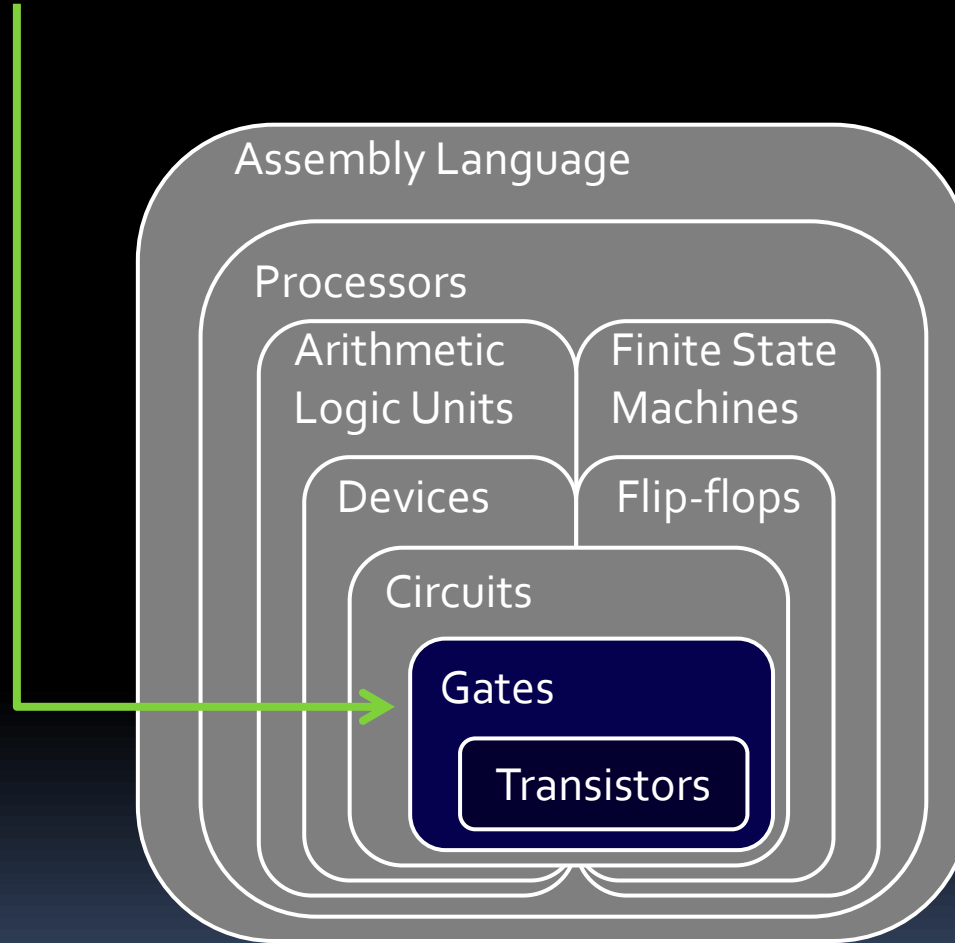 Assembly Language
Processors
Arithmetic
Logic Units
Finite State
Machines
Devices
Flip-flops
Circuits
Gates
Transistors